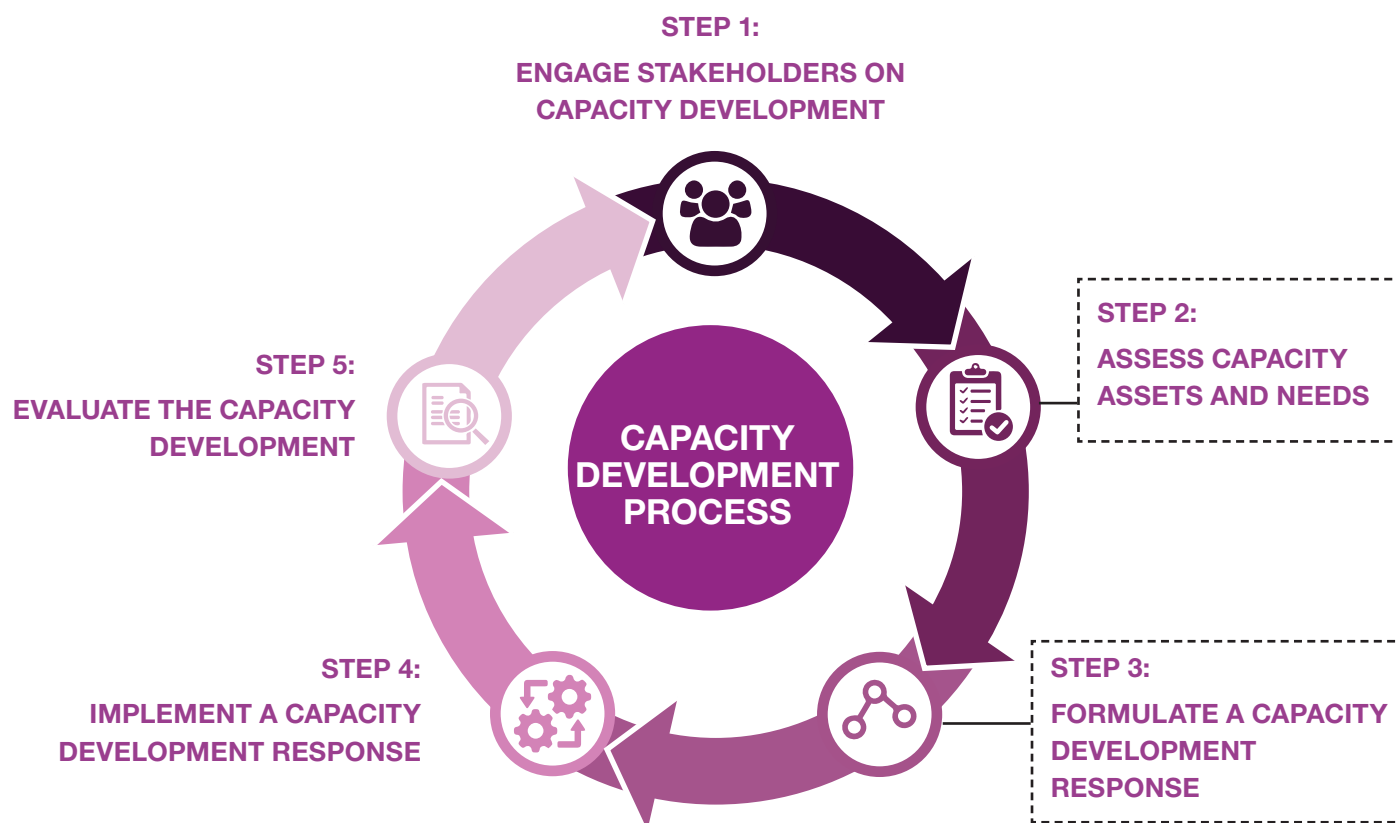 STEP 1:
ENGAGE STAKEHOLDERS ON
CAPACITY DEVELOPMENT
STEP 2:
ASSESS CAPACITY
ASSETS AND NEEDS
STEP 3:
FORMULATE A CAPACITY
DEVELOPMENT
RESPONSE
STEP 4:
IMPLEMENT A CAPACITY
DEVELOPMENT RESPONSE
STEP 5:
EVALUATE THE CAPACITY
DEVELOPMENT
CAPACITY
DEVELOPMENT
PROCESS